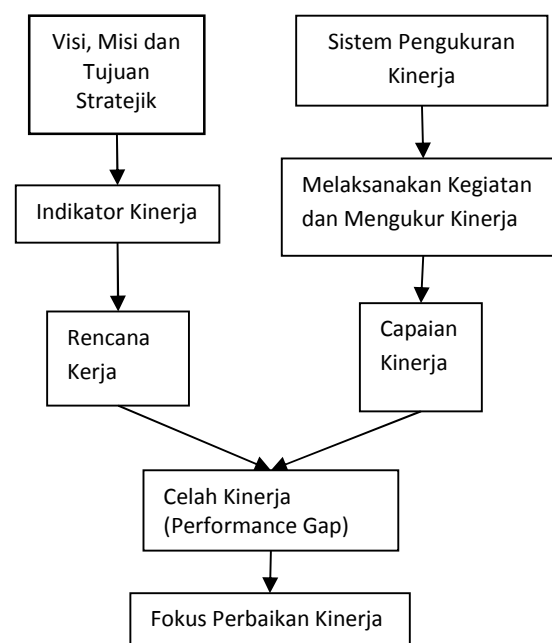 Visi, Misi dan
Tujuan
Stratejik
Sistem Pengukuran
Kinerja
Indikator Kinerja
Melaksanakan Kegiatan
dan Mengukur Kinerja
Rencana
Kerja
Capaian
Kinerja
Celah Kinerja
(Performance Gap)
Fokus Perbaikan Kinerja